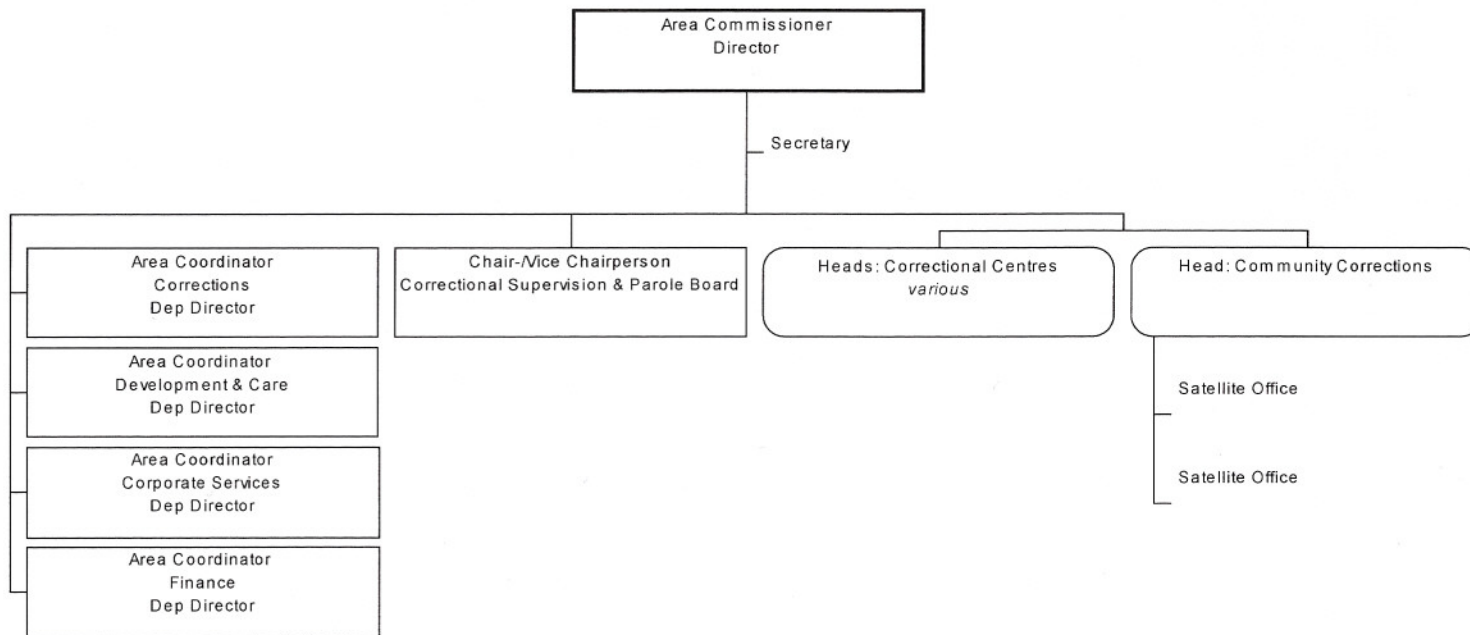 Area Commissioner
Director
Secretary
Area Coordinator
Corrections
Dep Director
Chair-/Vice Chairperson
Correctional Supervision & Parole Board
Heads: Correctional Centres
various
Head: Community Corrections
Area Coordinator
Development & Care
Dep Director
Satellite Office
Area Coordinator
Corporate Services
Dep Director
Satellite Office
Area Coordinator
Finance
Dep Director